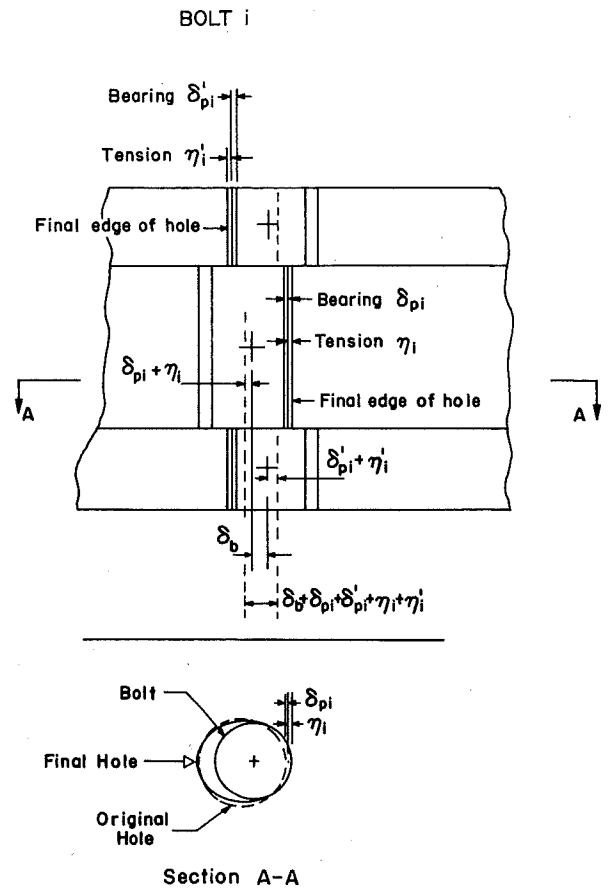 BOLT i
Bearing δ'pi
Tension η'i
Final edge of hole
Bearing δpi
Tension ηi
δpi + ηi
Final edge of hole
A
A
δ'pi + η'i
δb
δb+δpi+δ'pi+ηi+η'i
Bolt
δpi
ηi
Final Hole
Original
Hole
Section A-A